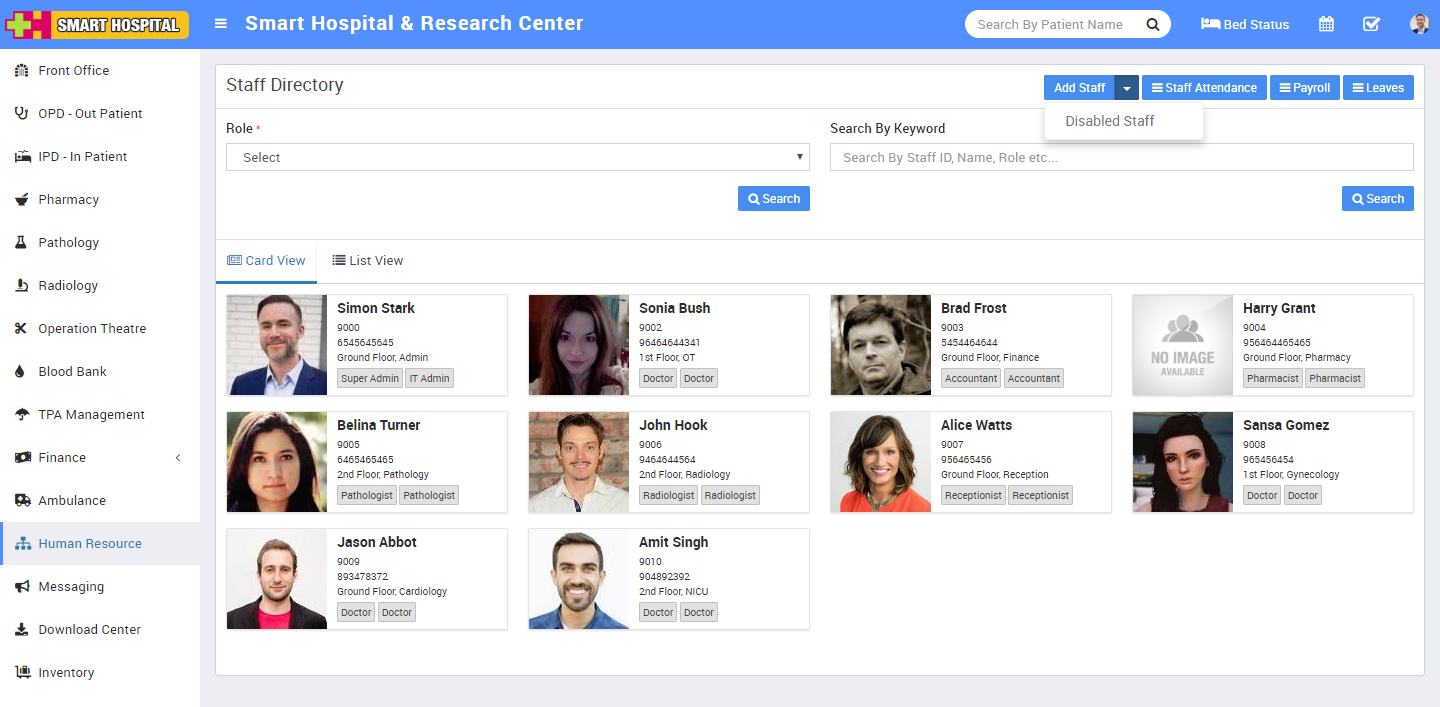 SMART HOSPITAL
Smart Hospital & Research Center
Search By Patient Name
Bed Status
Front Office
OPD - Out Patient
IPD - In Patient
Pharmacy
Pathology
Radiology
Operation Theatre
Blood Bank
TPA Management
Finance
Ambulance
Human Resource
Messaging
Download Center
Inventory
Staff Directory
Add Staff
Staff Attendance
Payroll
Leaves
Disabled Staff
Role *
Select
Search
Search By Keyword
Search By Staff ID, Name, Role etc...
Search
Card View
List View
Simon Stark
9000
6545645645
Ground Floor, Admin
Super Admin IT Admin
Sonia Bush
9002
96464644341
1st Floor, OT
Doctor Doctor
Brad Frost
9003
5454464644
Ground Floor, Finance
Accountant Accountant
NO IMAGE
AVAILABLE
Harry Grant
9004
956464465465
Ground Floor, Pharmacy
Pharmacist Pharmacist
Belina Turner
9005
6465465465
2nd Floor, Pathology
Pathologist Pathologist
John Hook
9006
9464644564
2nd Floor, Radiology
Radiologist Radiologist
Alice Watts
9007
956465456
Ground Floor, Reception
Receptionist Receptionist
Sansa Gomez
9008
965456454
1st Floor, Gynecology
Doctor Doctor
Jason Abbot
9009
893478372
Ground Floor, Cardiology
Doctor Doctor
Amit Singh
9010
904892392
2nd Floor, NICU
Doctor Doctor